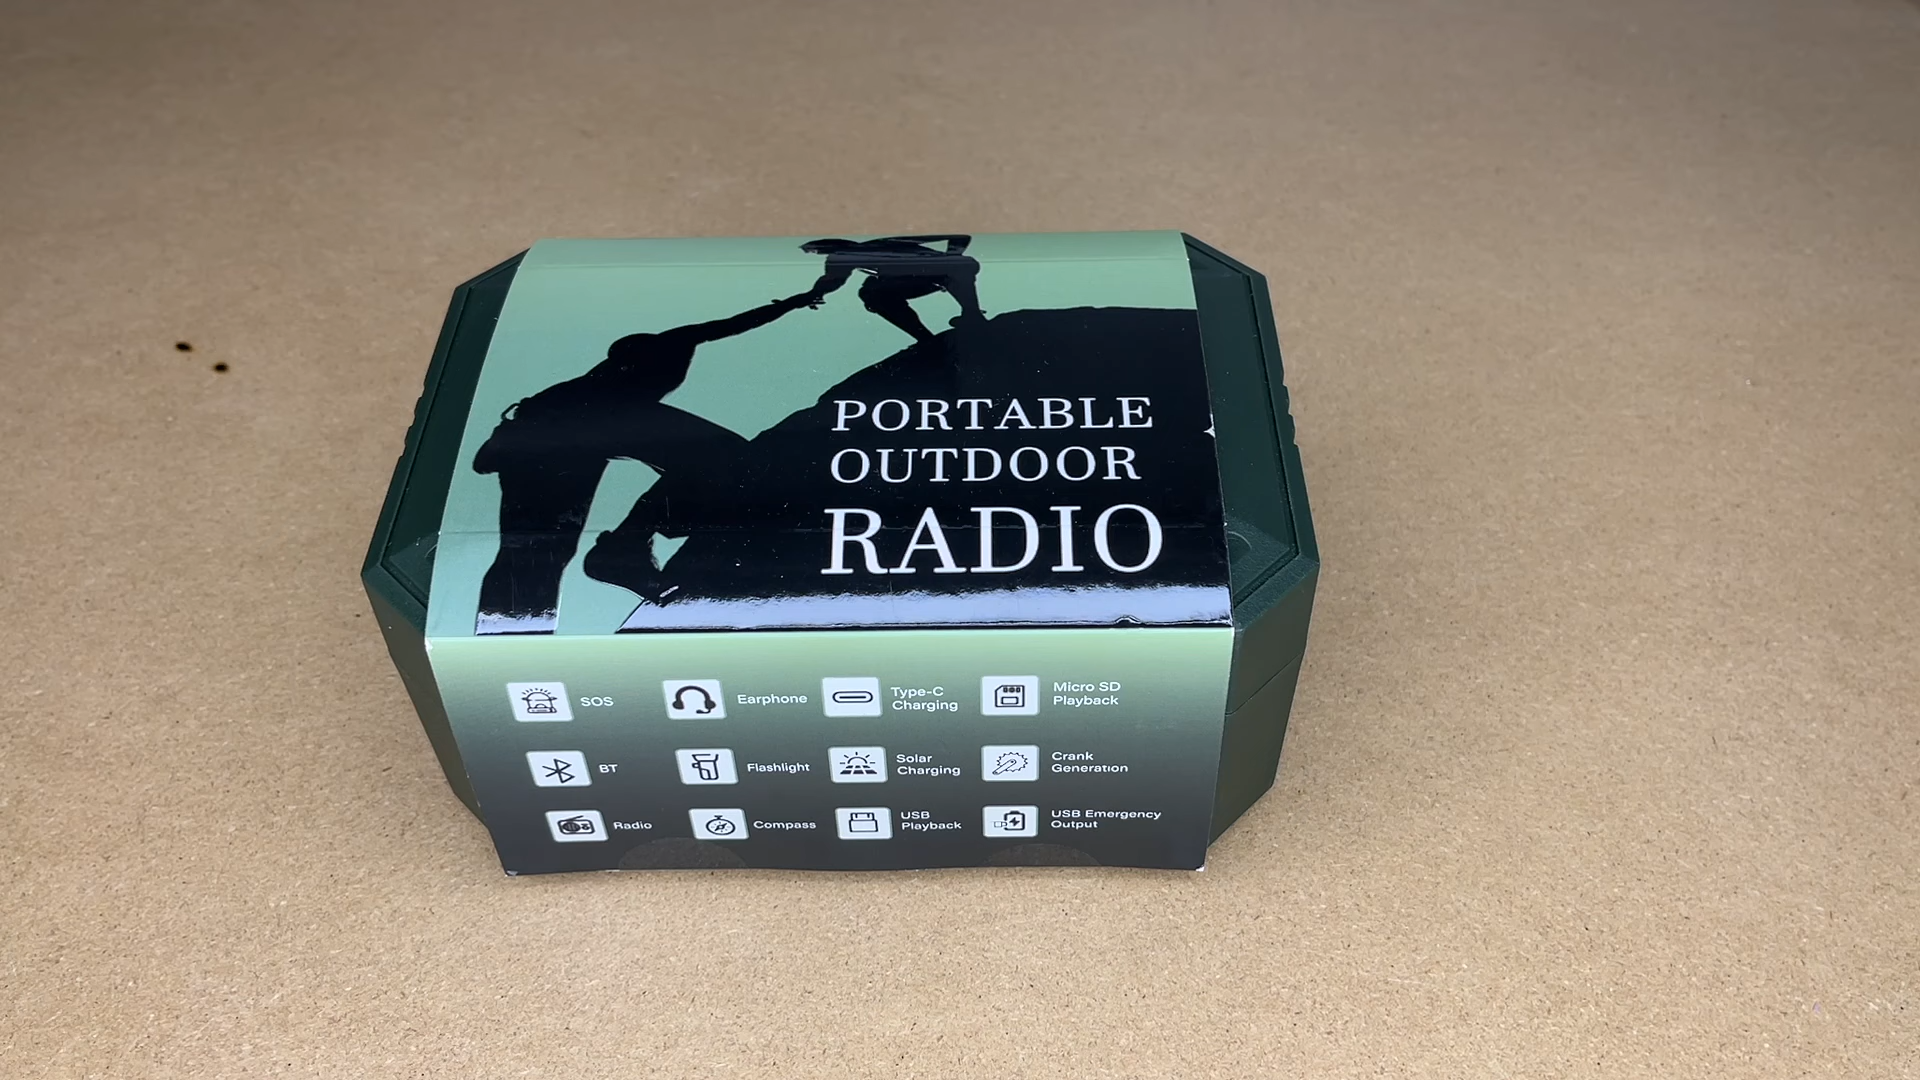 PORTABLE
OUTDOOR
RADIO
SOS
Earphone
Type-C
Charging
Micro SD
Playback
BT
Flashlight
Solar
Charging
Crank
Generation
Radio
Compass
USB
Playback
USB Emergency
Output